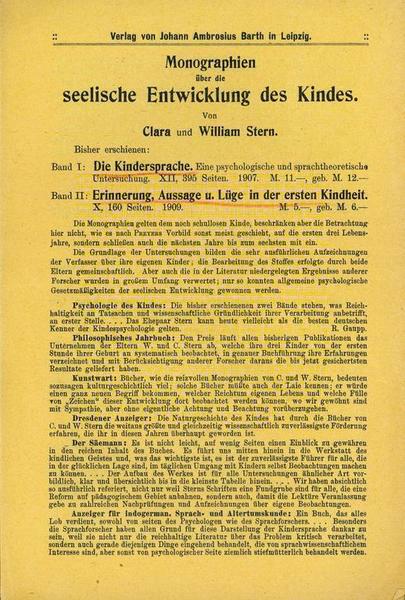 :: Verlag von Johann Ambrosius Barth in Leipzig. ::
Monographien
über die
seelische Entwicklung des Kindes.
Von
Clara und William Stern.
Bisher erschienen:
Band I: Die Kindersprache. Eine psychologische und sprachtheoretische
Untersuchung. XII, 395 Seiten. 1907. M. 11.—, geb. M. 12.—
Band II: Erinnerung, Aussage u. Lüge in der ersten Kindheit.
X, 160 Seiten. 1909. M. 5.—, geb. M. 6.—
Die Monographien gelten dem noch schullosen Kinde, beschränken aber die Betrachtung
hier nicht, wie es nach Preyers Vorbild sonst meist geschieht, auf die ersten drei Lebens-
jahre, sondern schließen auch die nächsten Jahre bis zum sechsten mit ein.
Die Grundlage der Untersuchungen bilden die sehr ausführlichen Aufzeichnungen
der Verfasser über ihre eigenen Kinder; die Bearbeitung des Stoffes erfolgte durch beide
Eltern gemeinschaftlich. Aber auch die in der Literatur niedergelegten Ergebnisse anderer
Forscher wurden in großem Umfang verwertet; nur so konnten allgemeine psychologische
Gesetzmäßigkeiten der seelischen Entwicklung gewonnen werden.
Psychologie des Kindes: Die bisher erschienenen zwei Bände stehen, was Reich-
haltigkeit an Tatsachen und wissenschaftliche Gründlichkeit ihrer Verarbeitung anbetrifft,
an erster Stelle. . . . Das Ehepaar Stern kann heute vielleicht als die besten deutschen
Kenner der Kindespsychologie gelten. R. Gaupp.
Philosophisches Jahrbuch: Den Preis läuft allen bisherigen Publikationen das
Unternehmen der Eltern W. und C. Stern ab, welche ihre drei Kinder von der ersten
Stunde ihrer Geburt an systematisch beobachtet, in genauer Buchführung ihre Erfahrungen
verzeichnet und mit Berücksichtigung anderer Forscher daraus die bis jetzt gesichertsten
Resultate geliefert haben.
Kunstwart: Bücher, wie die reizvollen Monographien von C. und W. Stern, bedeuten
sozusagen kulturgeschichtlich viel; solche Bücher müßte auch der Laie kennen; er würde
einen ganz neuen Begriff bekommen, welcher Reichtum eigenen Lebens und welche Fülle
von „Zeichen“ dieser Entwicklung dort beobachtet werden können, wo wir gewöhnt sind
mit Sympathie, aber ohne eigentliche Achtung und Beachtung vorüberzugehen.
Dresdener Anzeiger: Die Naturgeschichte des Kindes hat durch die Bücher von
C. und W. Stern die weitaus größte und gleichzeitig wissenschaftlich zuverlässigste Förderung
erfahren, die ihr in diesen Jahren überhaupt geworden ist.
Der Säemann: Es ist nicht leicht, auf wenig Seiten einen Einblick zu gewähren
in den reichen Inhalt des Buches. Es führt uns mitten hinein in die Werkstatt des
kindlichen Geistes und, was das wichtigste ist, es ist der zuverlässigste Führer für alle, die
in der glücklichen Lage sind, im täglichen Umgang mit Kindern selbst Beobachtungen machen
zu können. . . . Der Aufbau des Werkes ist für alle Untersuchungen ähnlicher Art vor-
bildlich, klar und übersichtlich bis in die kleinste Tabelle hinein. . . . Wir haben absichtlich
so ausführlich referiert, nicht nur weil Sterns Schriften eine Fundgrube sind für alle, die eine
Reform auf pädagogischem Gebiet anbahnen, sondern auch, damit die Lektüre Veranlassung
gebe zu zahlreichen Nachprüfungen und Aufzeichnungen über eigene Beobachtungen.
Anzeiger für indogerman. Sprach- und Altertumskunde: Ein Buch, das alles
Lob verdient, sowohl von seiten des Psychologen wie des Sprachforschers. . . . Besonders
die Sprachforscher haben allen Grund für diese Darstellung der Kindersprache dankbar zu
sein, weil sie nicht nur die reichhaltige Literatur über das Problem kritisch verarbeitet,
sondern auch gerade diejenigen Dinge eingehend behandelt, die von sprachwissenschaftlichem
Interesse sind, aber sonst von psychologischer Seite ziemlich stiefmütterlich behandelt werden.